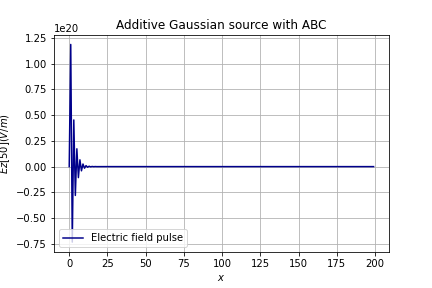 1e20
Additive Gaussian source with ABC
1.25
1.00
0.75
0.50
0.25
0.00
−0.25
−0.50
−0.75
Ez[50](V/m)
Electric field pulse
0 25 50 75 100 125 150 175 200
x